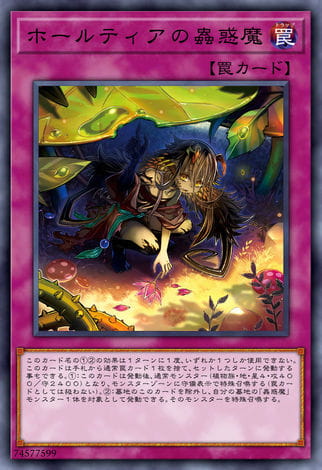 ホールティアの蟲惑魔
トラップ
罠
【罠カード】
このカード名の①②の効果は1ターンに1度、いずれか1つしか使用できない。
このカードは手札から通常罠カード1枚を捨て、セットしたターンに発動する
事もできる。①：このカードは発動後、通常モンスター(植物族・地・星4・攻40
0／守2400)となり、モンスターゾーンに守備表示で特殊召喚する(罠カー
ドとしては扱わない)。②：墓地のこのカードを除外し、自分の墓地の「蟲惑魔」
モンスター1体を対象として発動できる。そのモンスターを特殊召喚する。
74577599